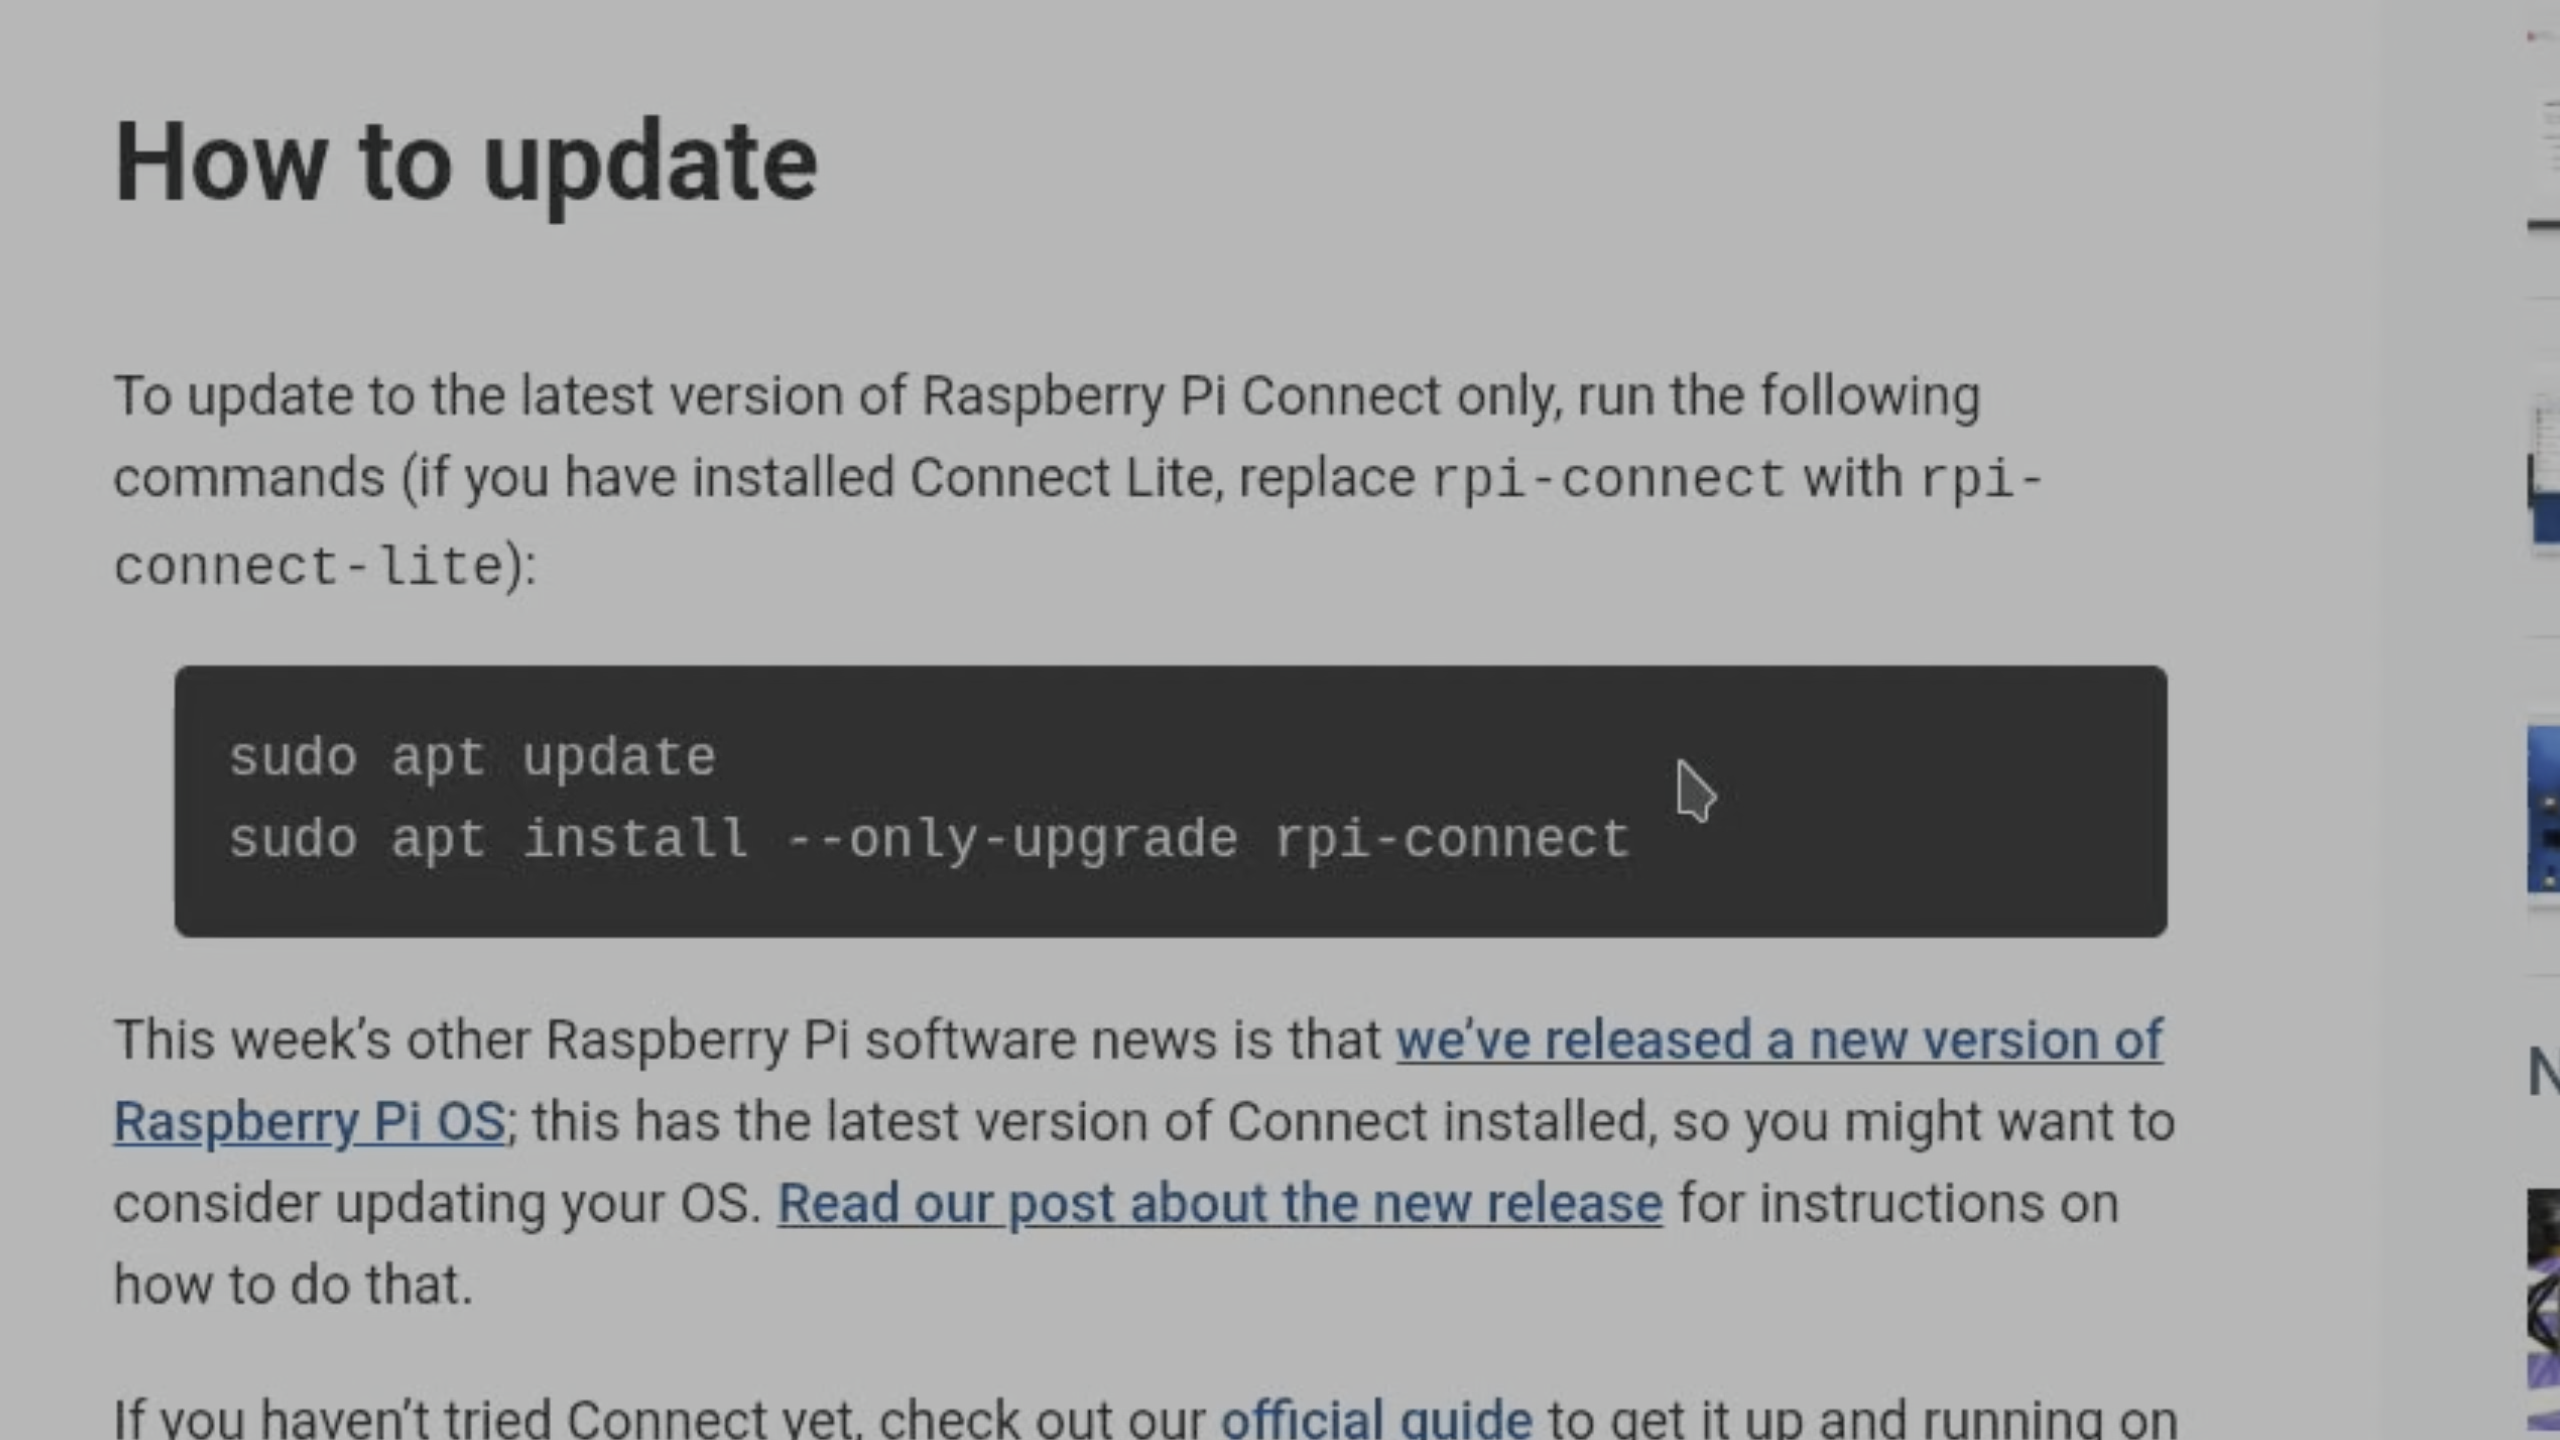 How to update
To update to the latest version of Raspberry Pi Connect only, run the following
commands (if you have installed Connect Lite, replace rpi-connect with rpi-
connect-lite):
sudo apt update
sudo apt install --only-upgrade rpi-connect
This week’s other Raspberry Pi software news is that we’ve released a new version of
Raspberry Pi OS; this has the latest version of Connect installed, so you might want to
consider updating your OS. Read our post about the new release for instructions on
how to do that.
If you haven’t tried Connect yet, check out our official guide to get it up and running on
N